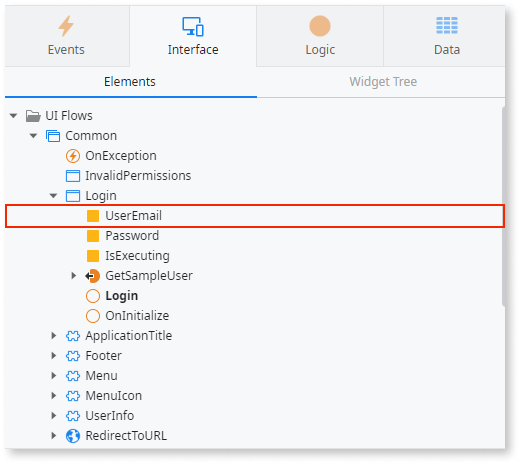 Events Interface Logic Data
Elements Widget Tree
UI Flows
Common
OnException
InvalidPermissions
Login
UserEmail
Password
IsExecuting
GetSampleUser
Login
OnInitialize
ApplicationTitle
Footer
Menu
MenuIcon
UserInfo
RedirectToURL